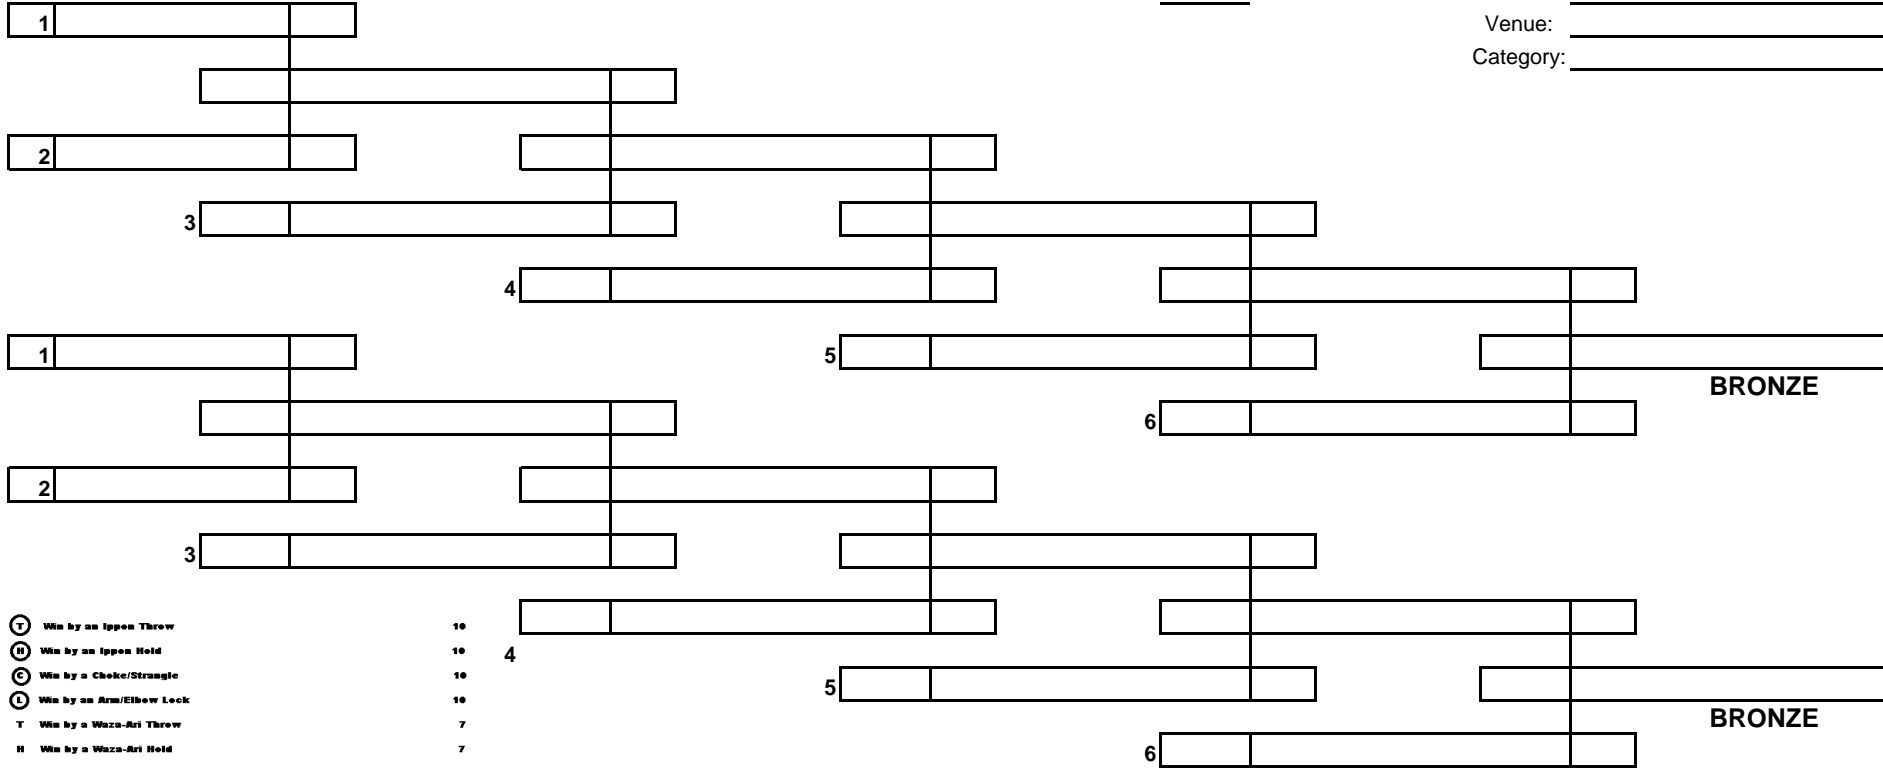 1
Venue:
Category:
2
3
4
1
5
BRONZE
6
2
3
Ⓣ Win by an Ippon Throw 10
Ⓗ Win by an Ippon Hold 10
4
Ⓒ Win by a Choke/Strangle 10
5
Ⓛ Win by an Arm/Elbow Lock 10
BRONZE
T Win by a Waza-Ari Throw 7
H Win by a Waza-Ari Hold 7
6